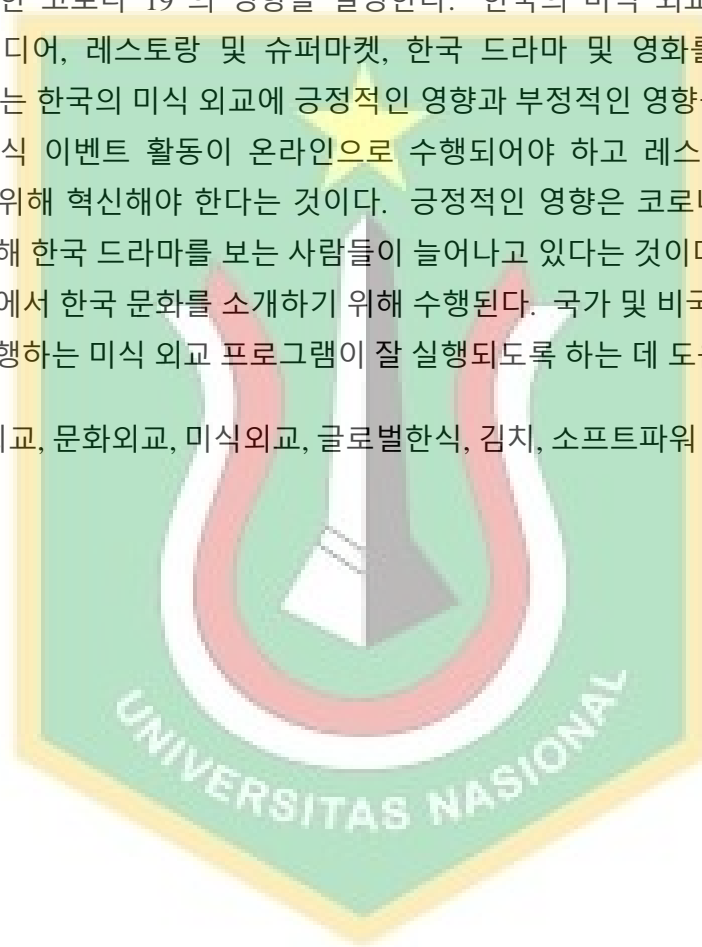 코로나 19 의 영향을 설명한다. 한국의 미식 외교
디어, 레스토랑 및 슈퍼마켓, 한국 드라마 및 영화를
는 한국의 미식 외교에 긍정적인 영향과 부정적인 영향
식 이벤트 활동이 온라인으로 수행되어야 하고 레스
위해 혁신해야 한다는 것이다. 긍정적인 영향은 코로나
해 한국 드라마를 보는 사람들이 늘어나고 있다는 것이다
에서 한국 문화를 소개하기 위해 수행된다. 국가 및 비국
행하는 미식 외교 프로그램이 잘 실행되도록 하는 데 도
교, 문화외교, 미식외교, 글로벌한식, 김치, 소프트파워
UNIVERSITAS NASIONAL